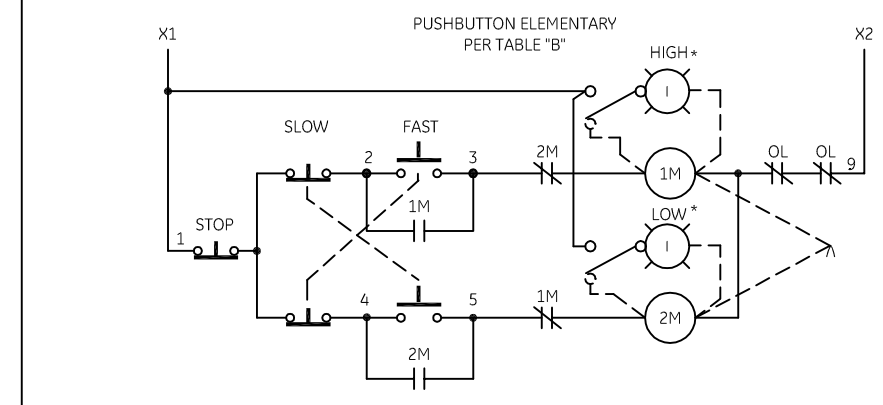 PUSHBUTTON ELEMENTARY
PER TABLE "B"
X1
X2
HIGH *
I
SLOW
FAST
2
3
2M
1M
OL
OL
9
1M
LOW *
I
1
STOP
4
5
1M
2M
2M